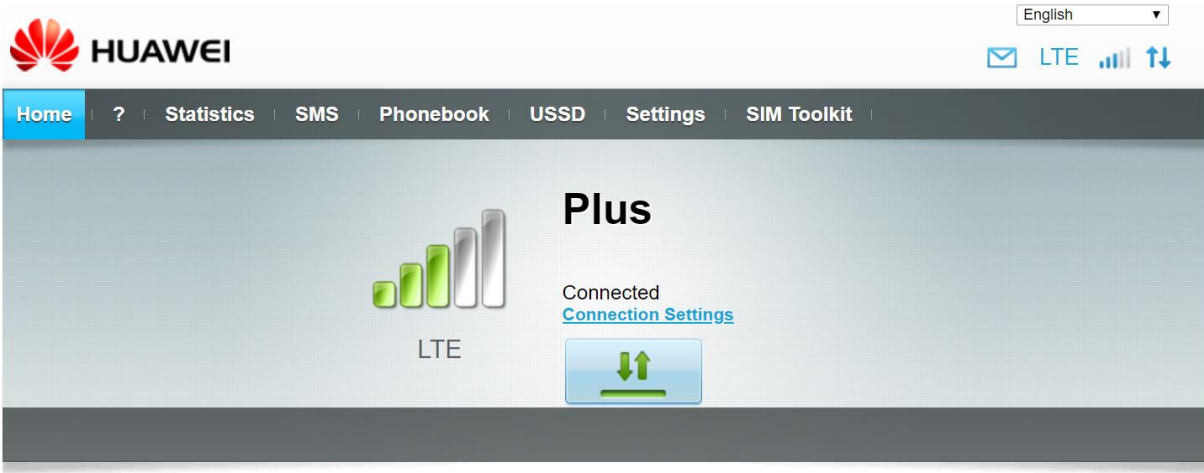 English
HUAWEI
LTE
Home ? Statistics SMS Phonebook USSD Settings SIM Toolkit
Plus
Connected
Connection Settings
LTE